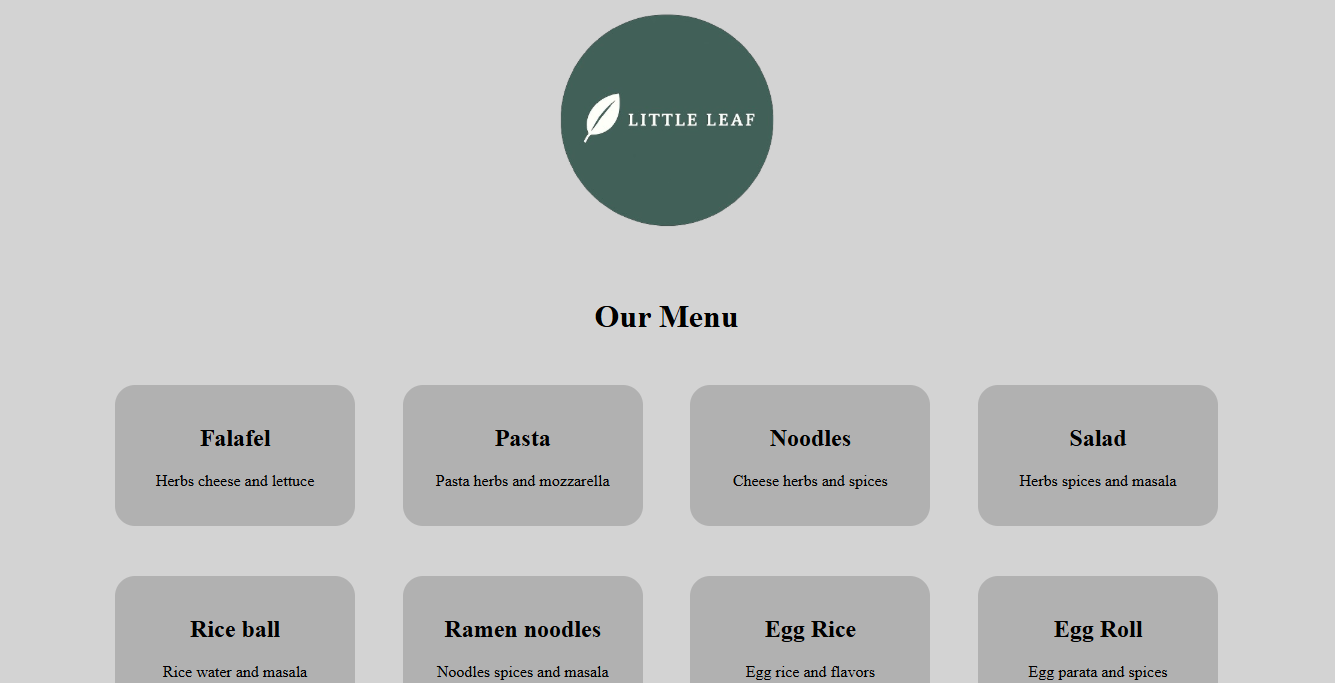 LITTLE LEAF
Our Menu
Falafel
Herbs cheese and lettuce
Pasta
Pasta herbs and mozzarella
Noodles
Cheese herbs and spices
Salad
Herbs spices and masala
Rice ball
Rice water and masala
Ramen noodles
Noodles spices and masala
Egg Rice
Egg rice and flavors
Egg Roll
Egg parata and spices